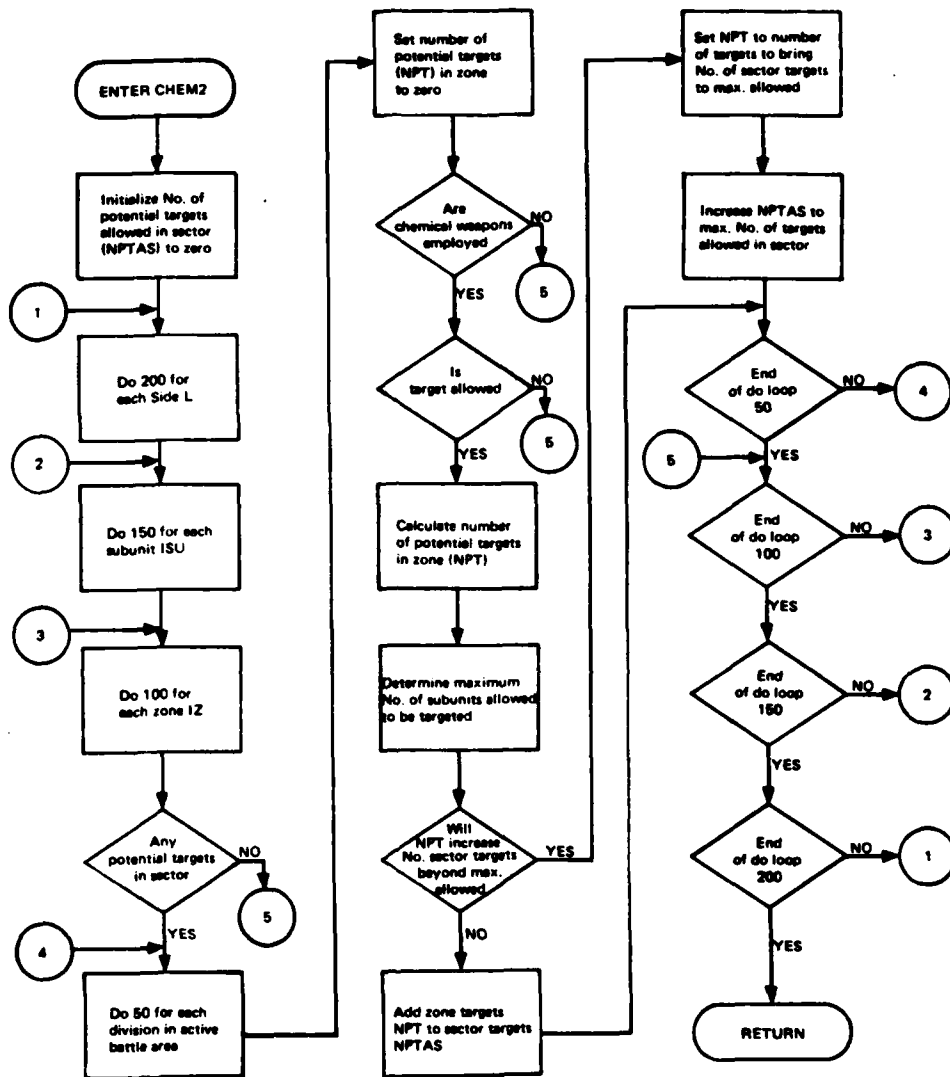 ENTER CHEM2
Initialize No. of
potential targets
allowed in sector
(NPTAS) to zero
1
Do 200 for
each Side L
2
Do 150 for each
subunit ISU
3
Do 100 for
each zone IZ
Any
potential targets
in sector
NO
5
YES
4
Do 50 for each
division in active
battle area
Set number of
potential targets
(NPT) in zone
to zero
Are
chemical weapons
employed
NO
5
YES
Is
target allowed
NO
5
YES
Calculate number
of potential targets
in zone (NPT)
Determine maximum
No. of subunits allowed
to be targeted
Will
NPT increase
No. sector targets
beyond max.
allowed
YES
NO
Add zone targets
NPT to sector targets
NPTAS
Set NPT to number
of targets to bring
No. of sector targets
to max. allowed
Increase NPTAS to
max. No. of targets
allowed in sector
End
of do loop
50
NO
4
YES
5
End
of do loop
100
NO
3
YES
End
of do loop
150
NO
2
YES
End
of do loop
200
NO
1
YES
RETURN